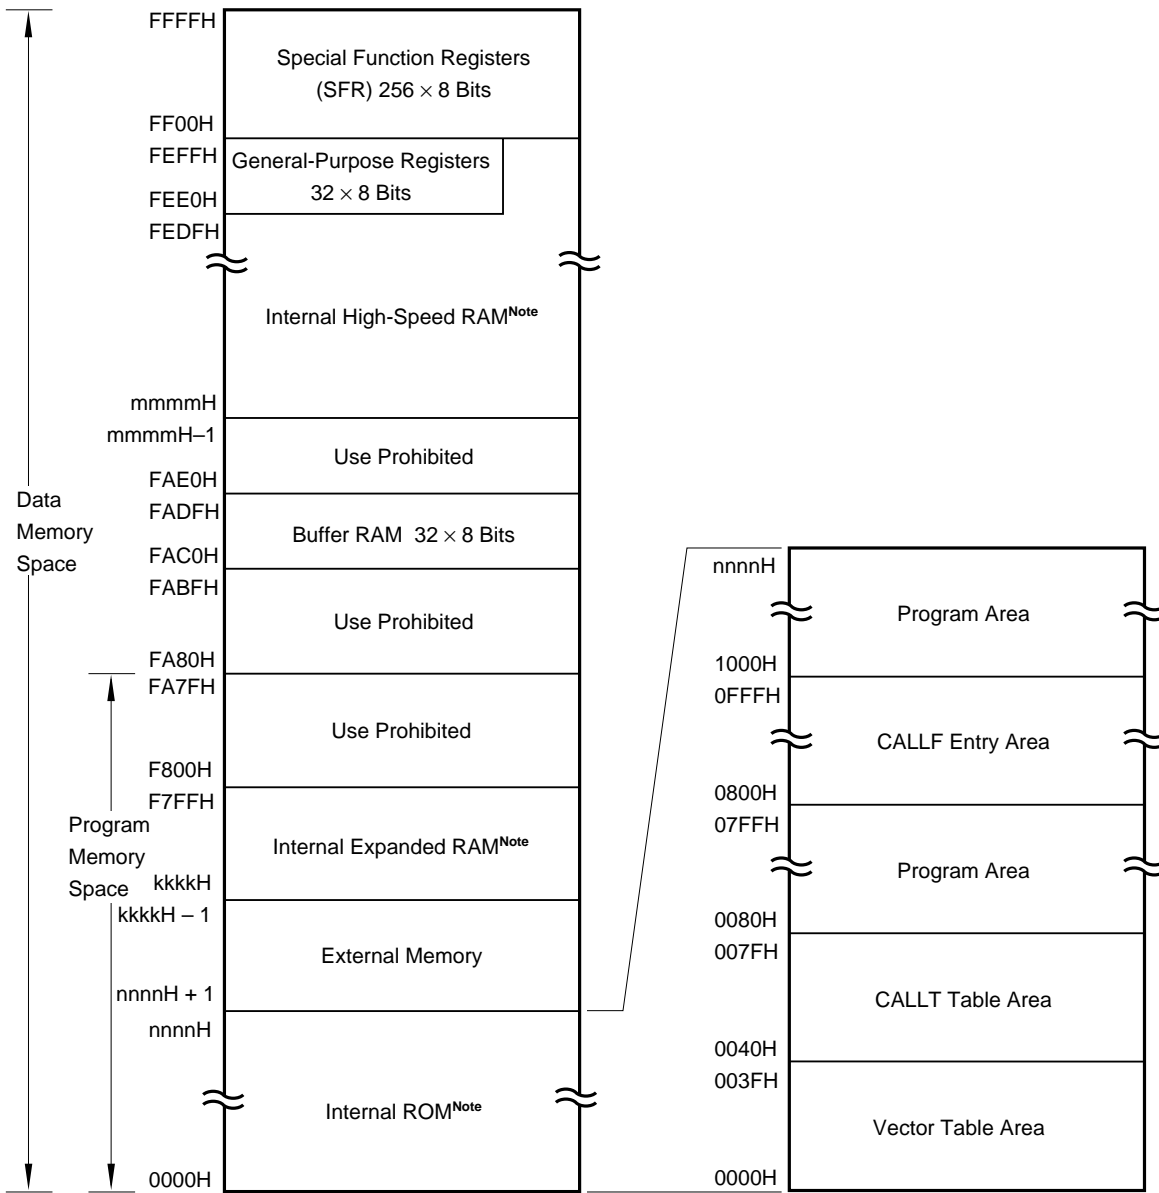 FFFFH
Special Function Registers
(SFR) 256 × 8 Bits
FF00H
FEFFH
General-Purpose Registers
32 × 8 Bits
FEE0H
FEDFH
Internal High-Speed RAMNote
mmmmH
mmmmH–1
Use Prohibited
FAE0H
FADFH
Buffer RAM 32 × 8 Bits
FAC0H
FABFH
Use Prohibited
FA80H
FA7FH
Use Prohibited
F800H
F7FFH
Internal Expanded RAMNote
kkkkH
kkkkH – 1
External Memory
nnnnH + 1
nnnnH
Internal ROMNote
0000H
Data
Memory
Space
Program
Memory
Space
nnnnH
Program Area
1000H
0FFFH
CALLF Entry Area
0800H
07FFH
Program Area
0080H
007FH
CALLT Table Area
0040H
003FH
Vector Table Area
0000H